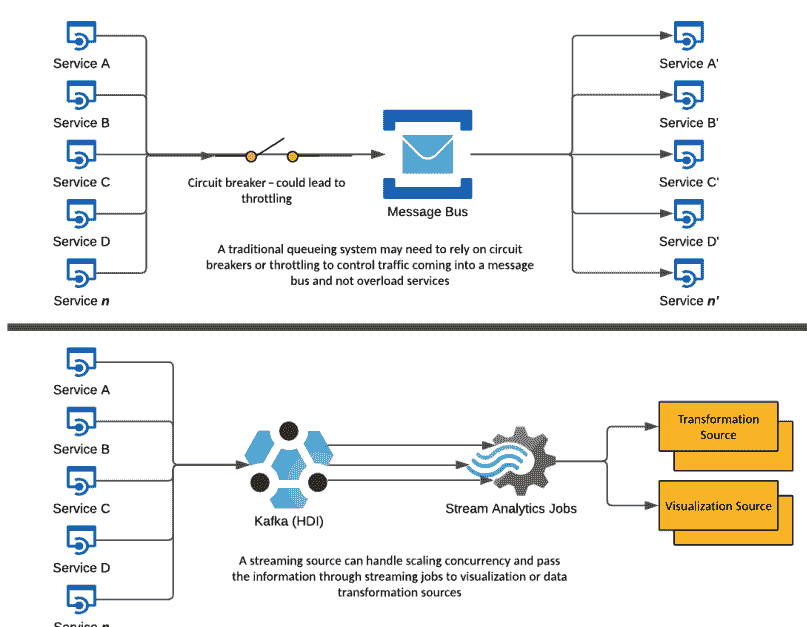 Service A
Service B
Service C
Service D
Service n
Circuit breaker – could lead to
throttling
Message Bus
A traditional queueing system may need to rely on circuit
breakers or throttling to control traffic coming into a message
bus and not overload services
Service A'
Service B'
Service C'
Service D'
Service n'
Service A
Service B
Service C
Service D
Service n
Kafka (HDI)
Stream Analytics Jobs
Transformation
Source
Visualization Source
A streaming source can handle scaling concurrency and pass
the information through streaming jobs to visualization or data
transformation sources